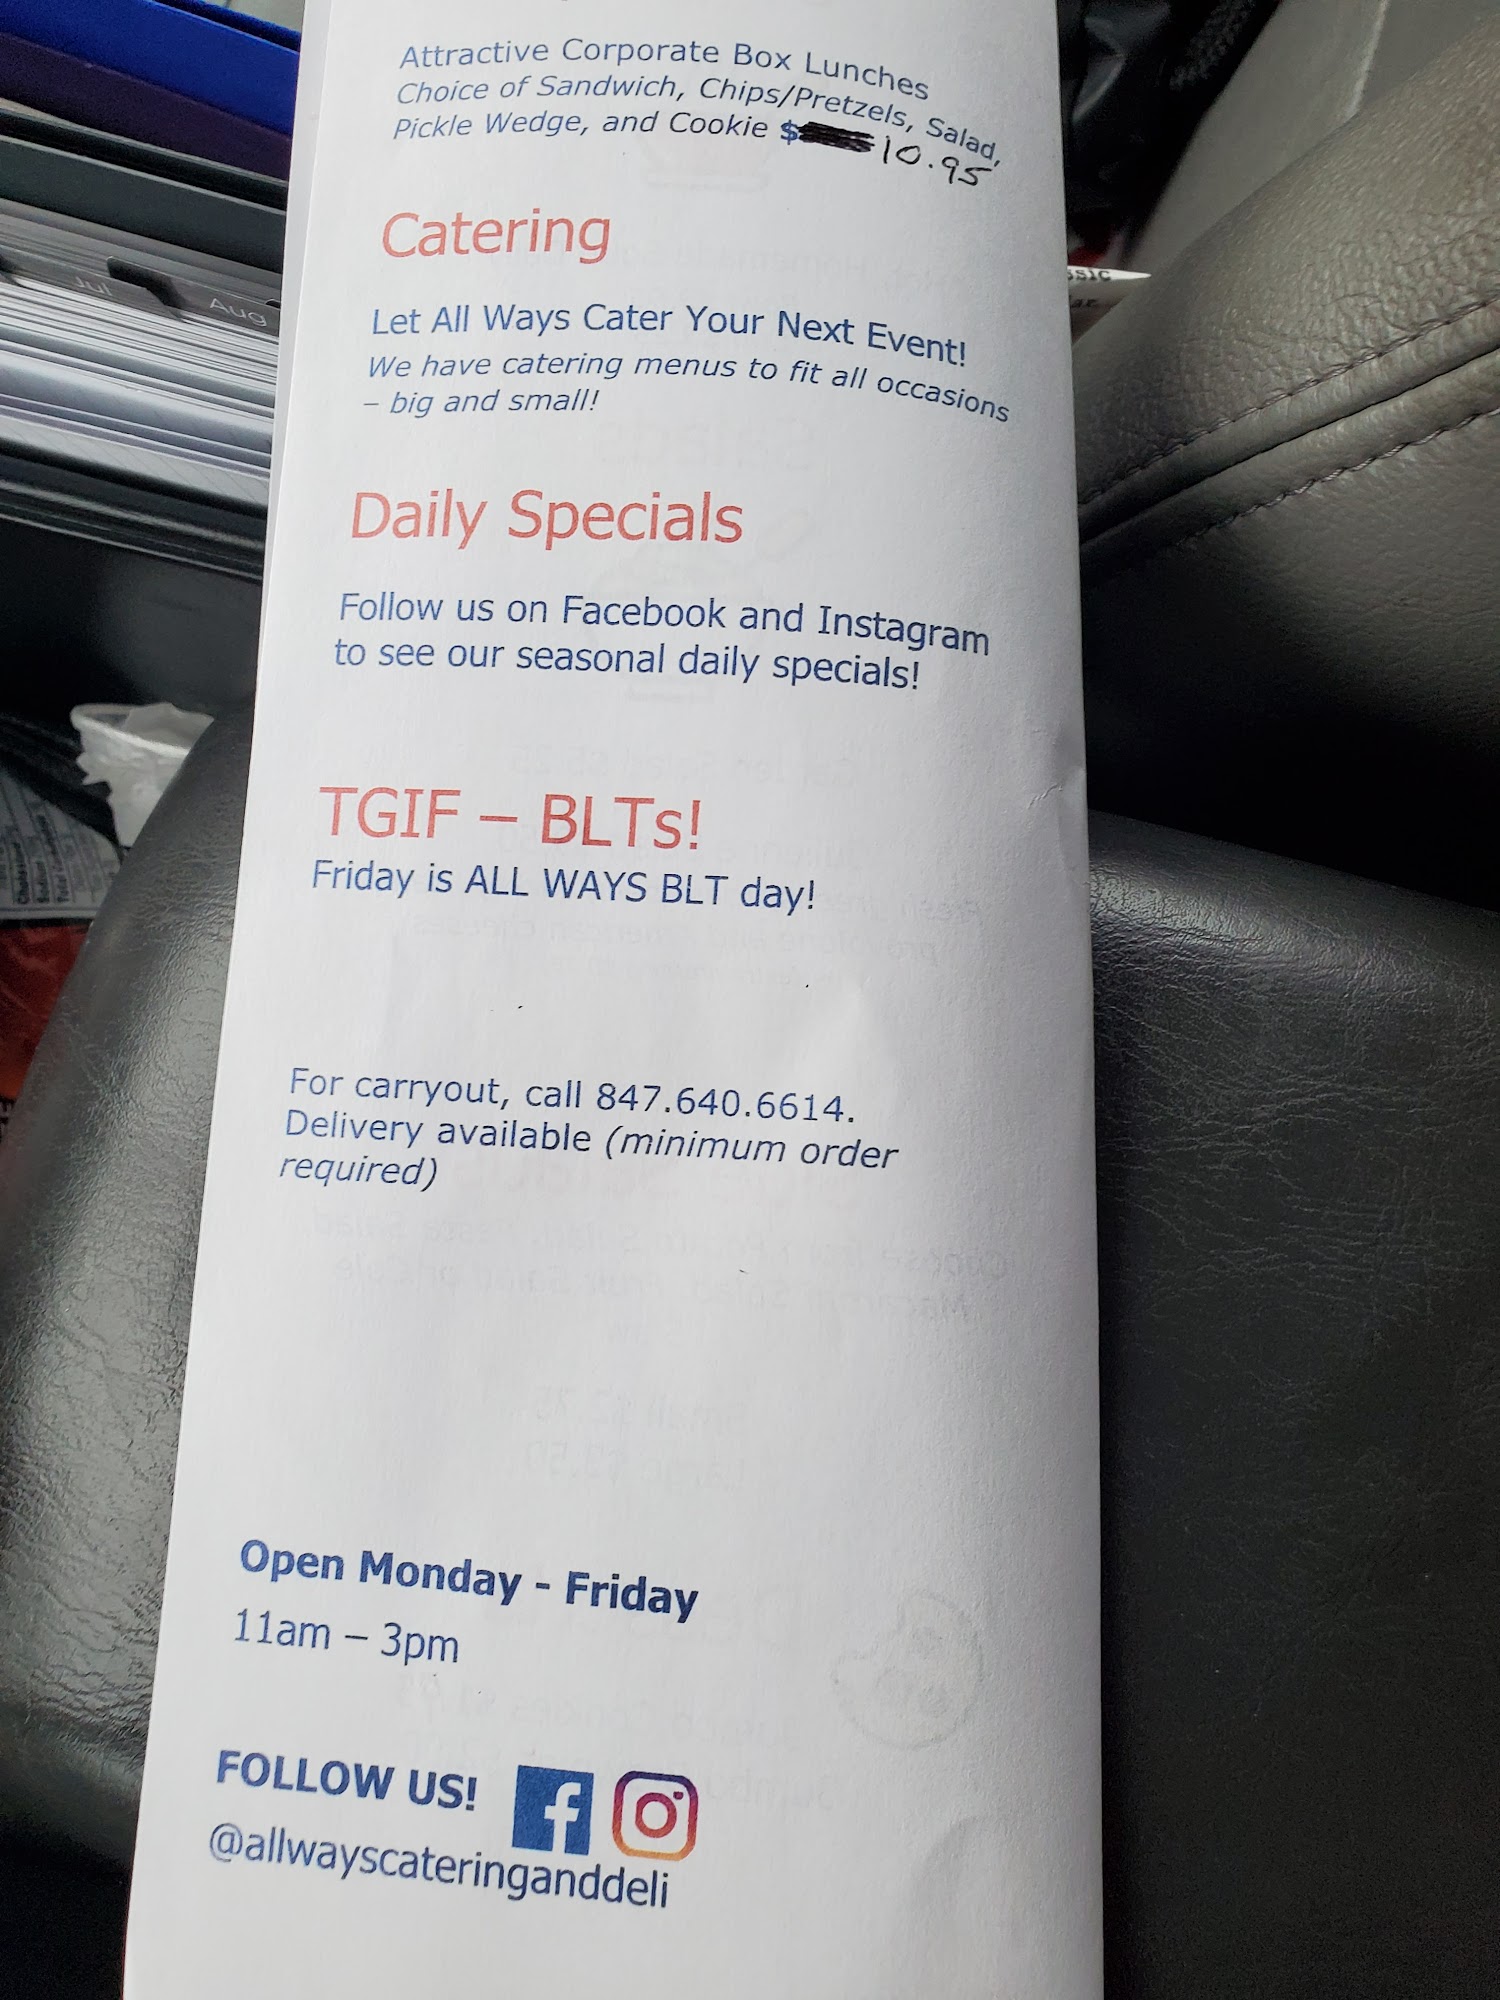 Attractive Corporate Box Lunches
Choice of Sandwich, Chips/Pretzels, Salad,
Pickle Wedge, and Cookie $ 10.95
Catering
Let All Ways Cater Your Next Event!
We have catering menus to fit all occasions
– big and small!
Daily Specials
Follow us on Facebook and Instagram
to see our seasonal daily specials!
TGIF – BLTs!
Friday is ALL WAYS BLT day!
For carryout, call 847.640.6614.
Delivery available (minimum order
required)
Open Monday - Friday
11am – 3pm
FOLLOW US!
@allwayscateringanddeli
Jul
Aug